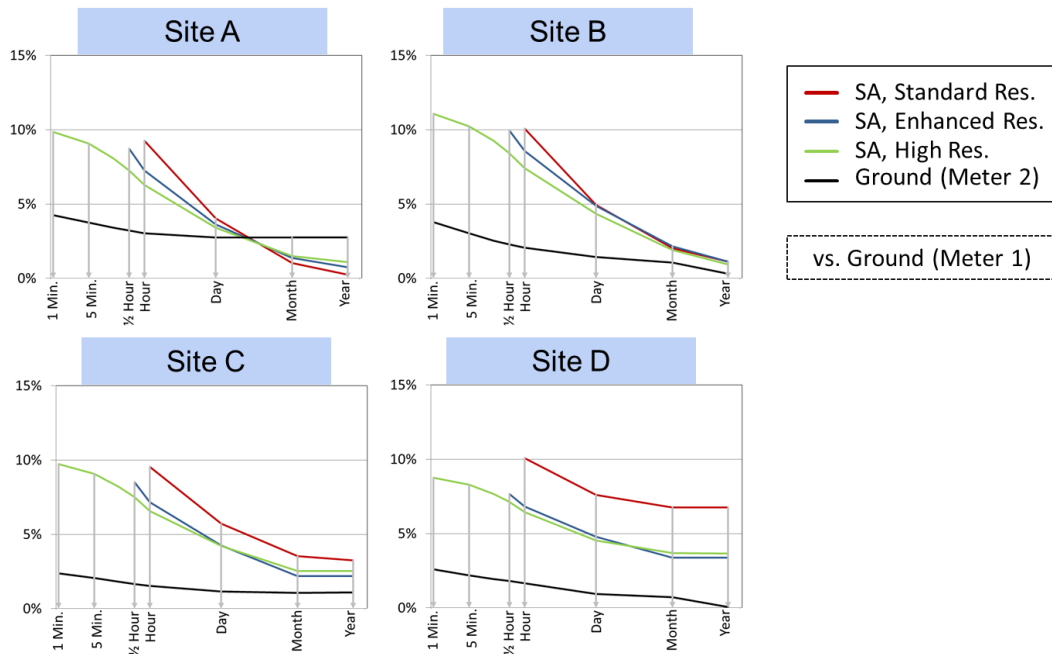 Site A
15%
10%
5%
0%
1 Min.
5 Min.
½ Hour
Hour
Day
Month
Year
Site B
15%
10%
5%
0%
1 Min.
5 Min.
½ Hour
Hour
Day
Month
Year
SA, Standard Res.
SA, Enhanced Res.
SA, High Res.
Ground (Meter 2)
vs. Ground (Meter 1)
Site C
15%
10%
5%
0%
1 Min.
5 Min.
½ Hour
Hour
Day
Month
Year
Site D
15%
10%
5%
0%
1 Min.
5 Min.
½ Hour
Hour
Day
Month
Year